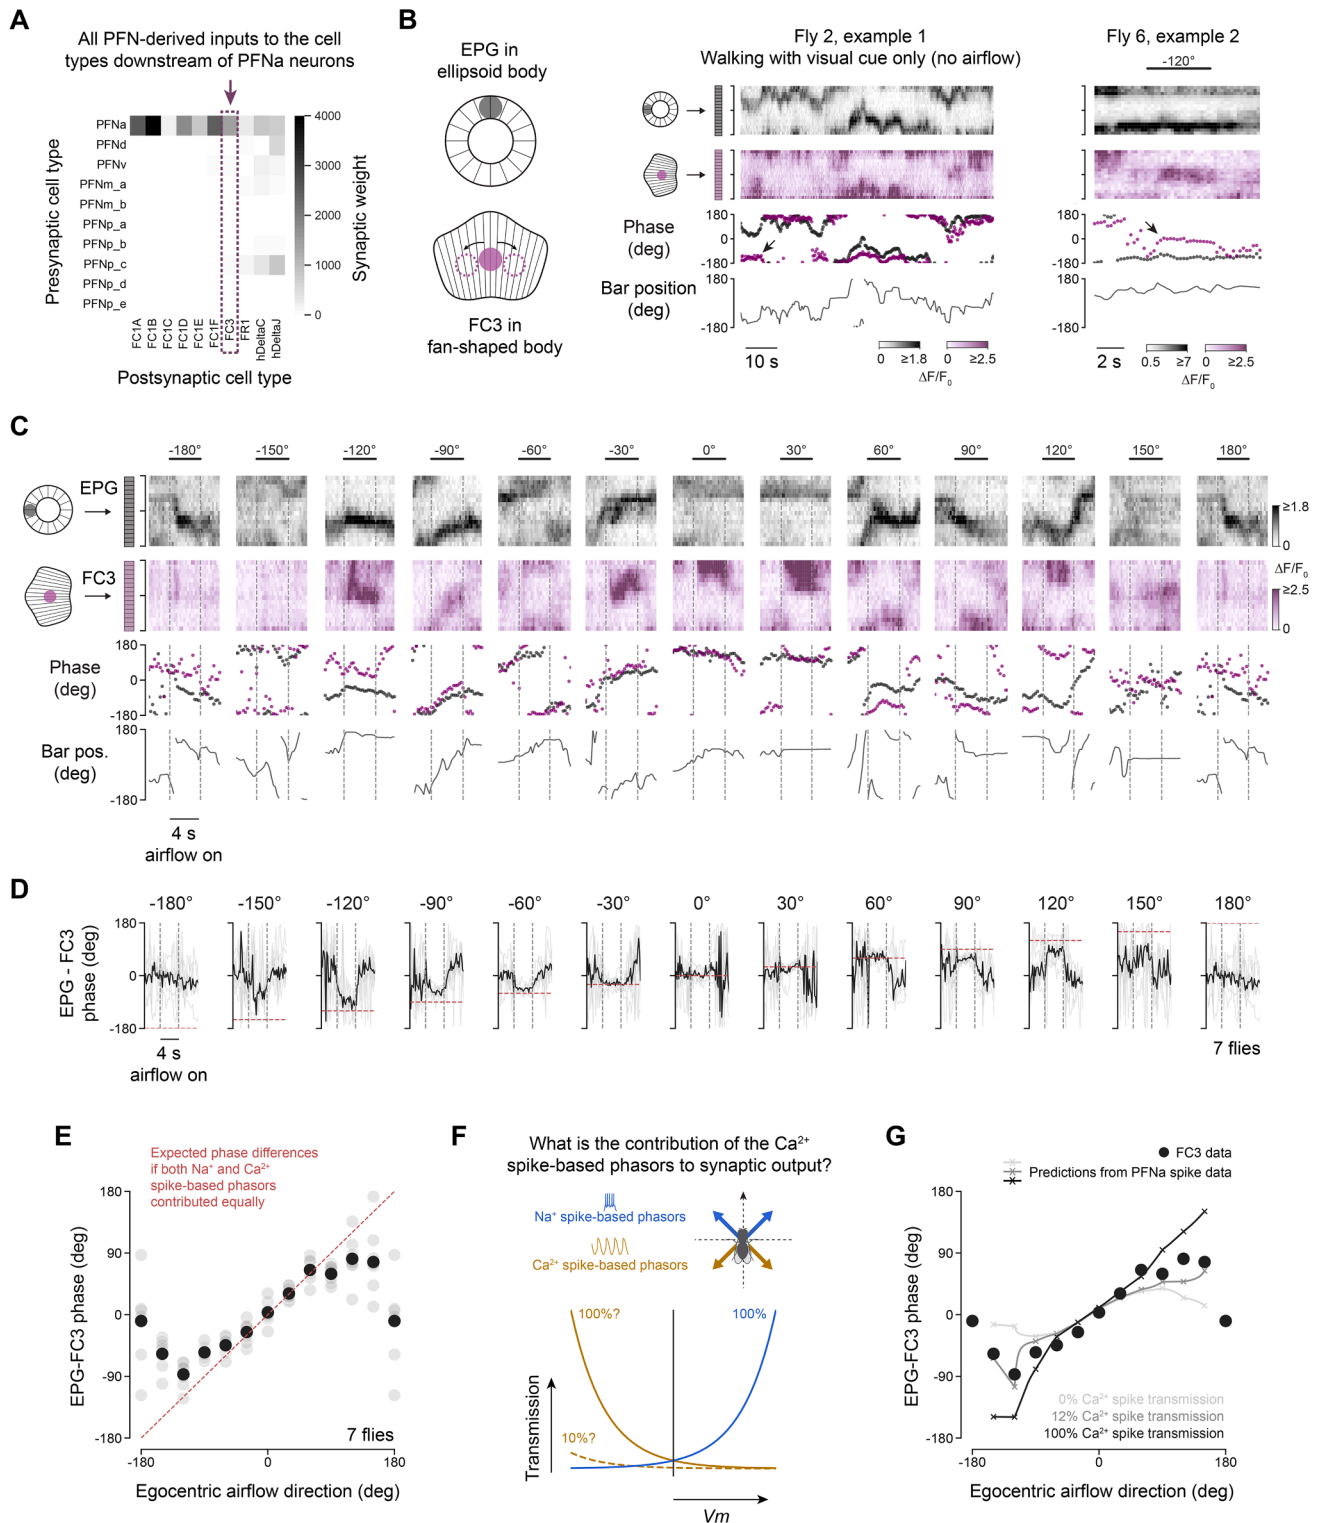 A
All PFN-derived inputs to the cell
types downstream of PFNa neurons
Presynaptic cell type
PFNa
PFNd
PFNv
PFNm_a
PFNm_b
PFNp_a
PFNp_b
PFNp_c
PFNp_d
PFNp_e
FC1A
FC1B
FC1C
FC1D
FC1E
FC1F
FC3
FR1
hDeltaC
hDeltaJ
Postsynaptic cell type
4000
3000
2000
1000
0
Synaptic weight
B
EPG in
ellipsoid body
FC3 in
fan-shaped body
Fly 2, example 1
Walking with visual cue only (no airflow)
Fly 6, example 2
-120°
Phase
(deg)
180
0
-180
180
0
-180
Bar position
(deg)
-180
-180
10 s
0 ≥1.8
0 ≥2.5
ΔF/F0
2 s
0.5 ≥7
0 ≥2.5
ΔF/F0
C
-180° -150° -120° -90° -60° -30° 0° 30° 60° 90° 120° 150° 180°
EPG
≥1.8
0
FC3
ΔF/F0
≥2.5
0
Phase
(deg)
180
0
-180
Bar pos.
(deg)
180
-180
4 s
airflow on
D
-180° -150° -120° -90° -60° -30° 0° 30° 60° 90° 120° 150° 180°
EPG - FC3
phase (deg)
180
0
-180
4 s
airflow on
7 flies
E
Expected phase differences
if both Na+ and Ca2+
spike-based phasors
contributed equally
EPG-FC3 phase (deg)
180
90
0
-90
-180
7 flies
-180 0 180
Egocentric airflow direction (deg)
F
What is the contribution of the Ca2+
spike-based phasors to synaptic output?
Na+ spike-based phasors
Ca2+ spike-based phasors
100%?
100%
10%?
Transmission
Vm
G
FC3 data
Predictions from PFNa spike data
EPG-FC3 phase (deg)
180
90
0
-90
-180
0% Ca2+ spike transmission
12% Ca2+ spike transmission
100% Ca2+ spike transmission
-180 0 180
Egocentric airflow direction (deg)